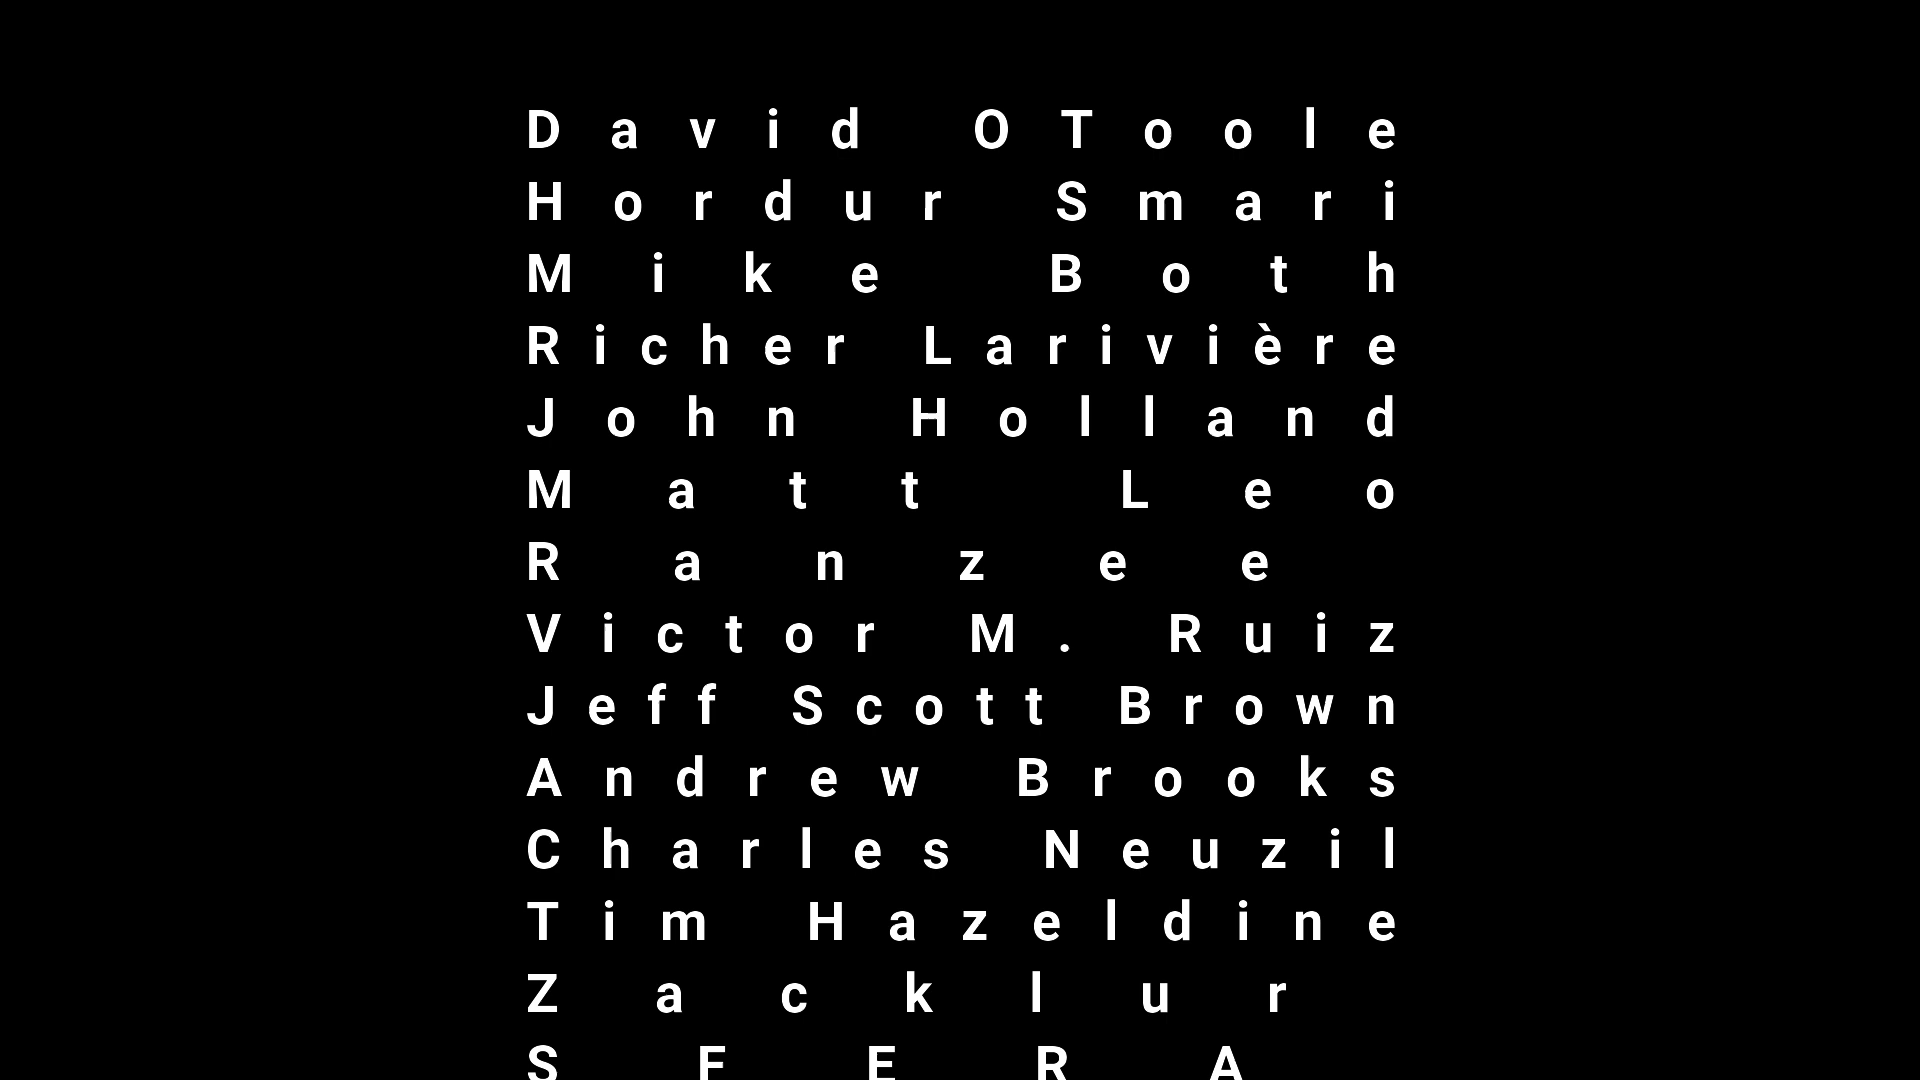 David OToole
Hordur Smari
Mike Both
Richer Larivière
John Holland
Matt Leo
Ranzee
Victor M. Ruiz
Jeff Scott Brown
Andrew Brooks
Charles Neuzil
Tim Hazeldine
Zacklur
SFERA